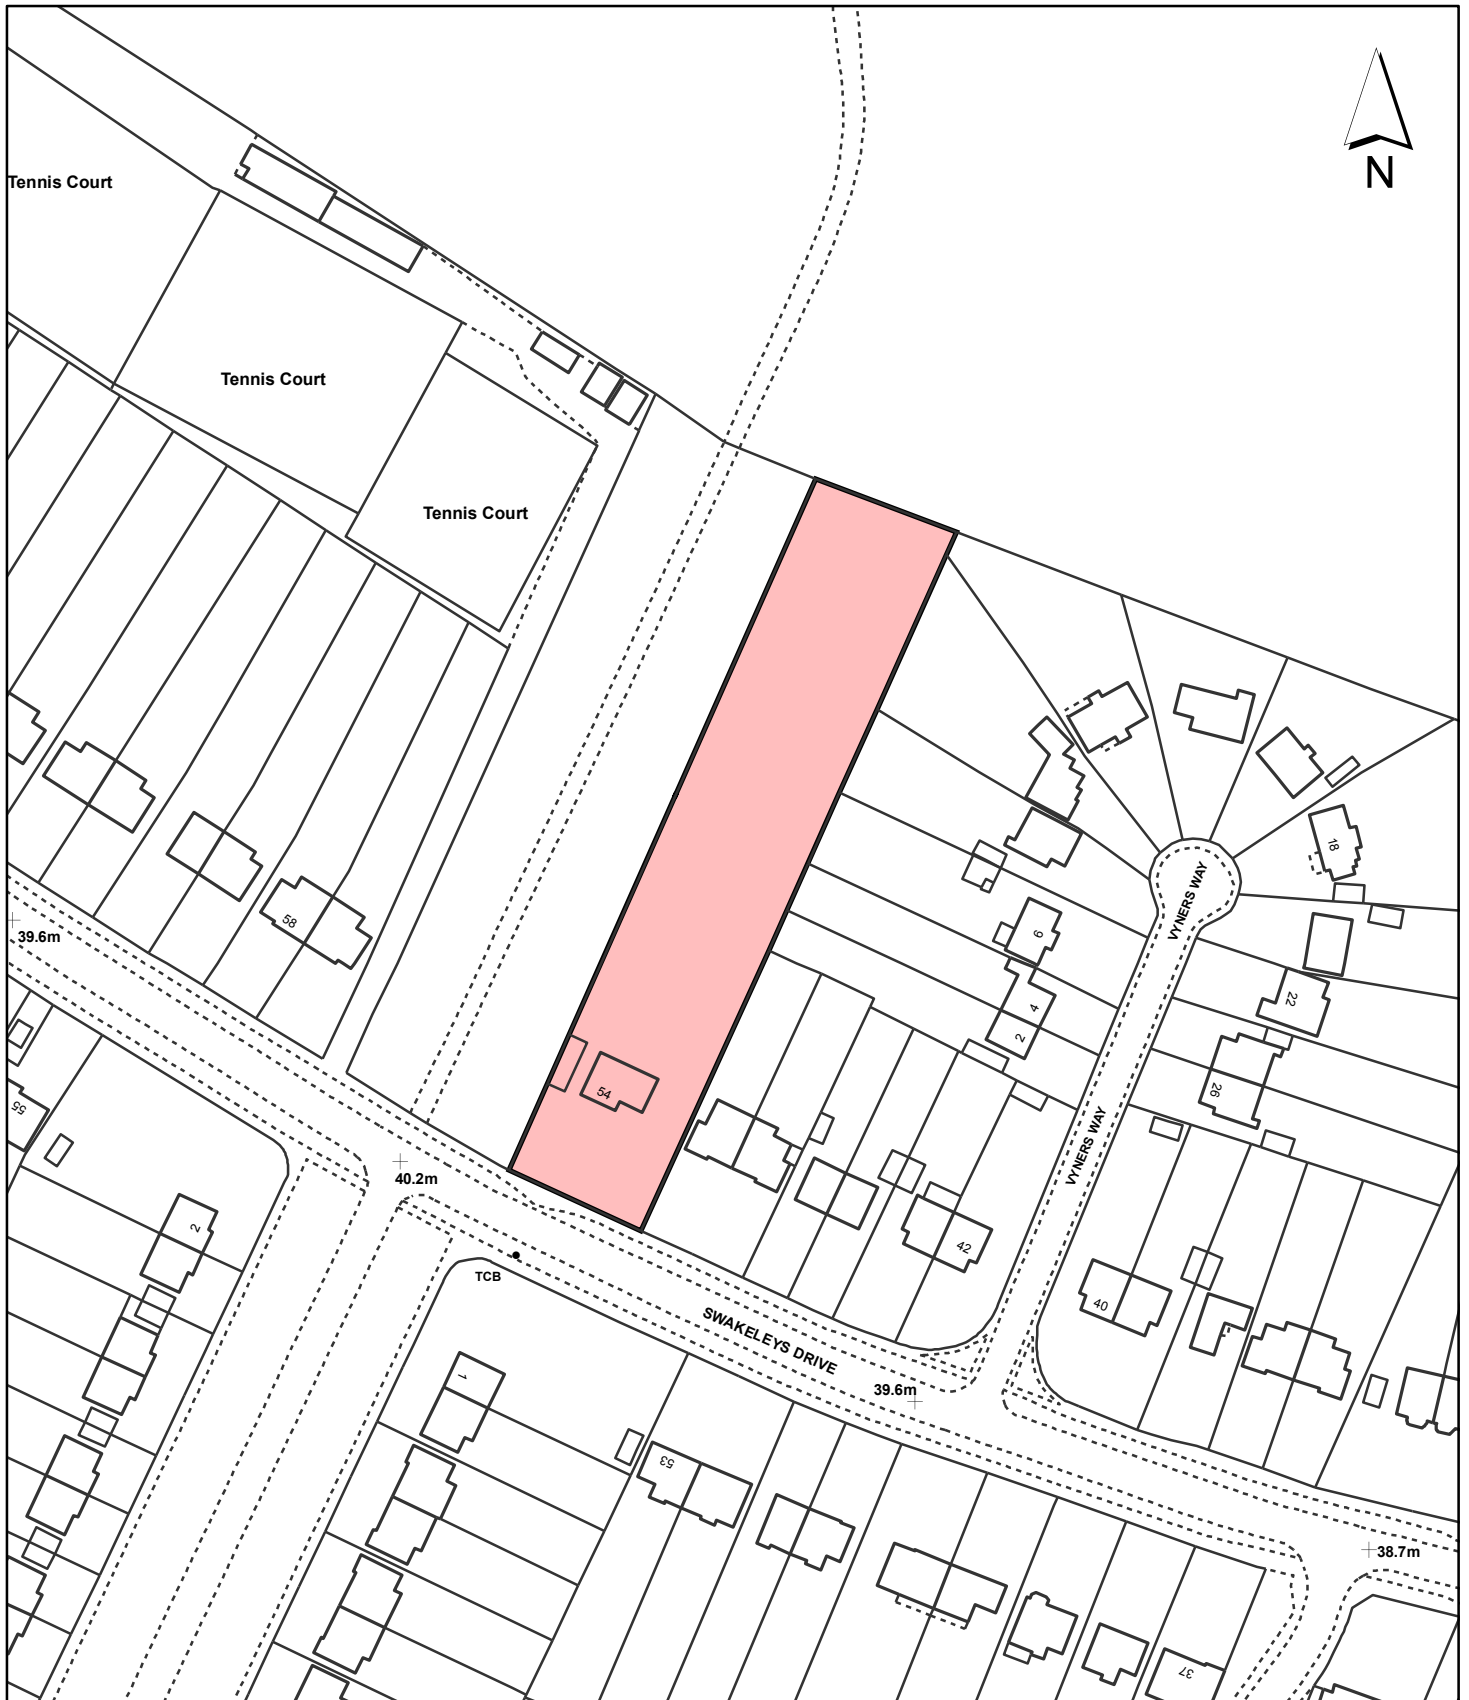 N
Tennis Court
Tennis Court
Tennis Court
18
VYNERS WAY
58
6
39.6m
22
4
2
54
26
55
VYNERS WAY
40.2m
2
42
TCB
40
SWAKELEYS DRIVE
1
39.6m
53
38.7m
37